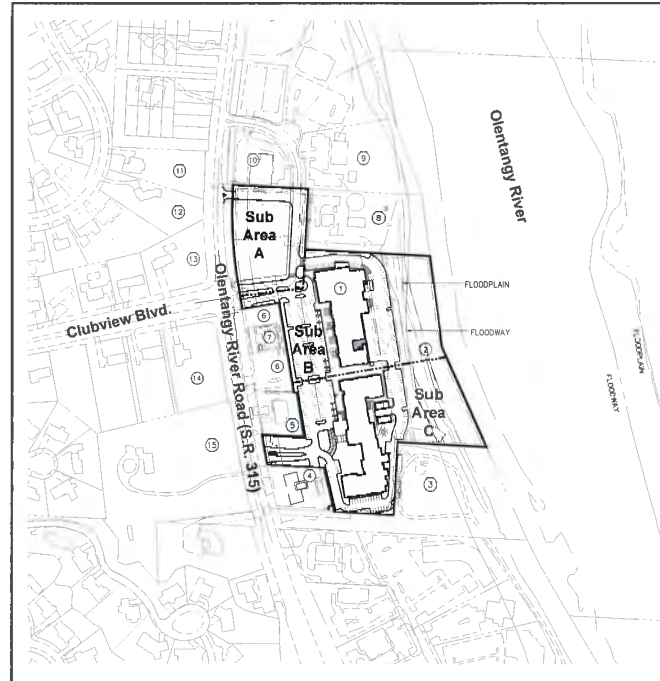 Olentangy River
9
10
11
12
8
Sub
Area
A
13
FLOODPLAIN
1
Clubview Blvd.
6
7
Sub
Area
B
FLOODWAY
2
6
14
Olentangy River Road (S.R. 315)
Sub
Area
C
5
15
4
3
FLOODPLAIN
FLOODWAY